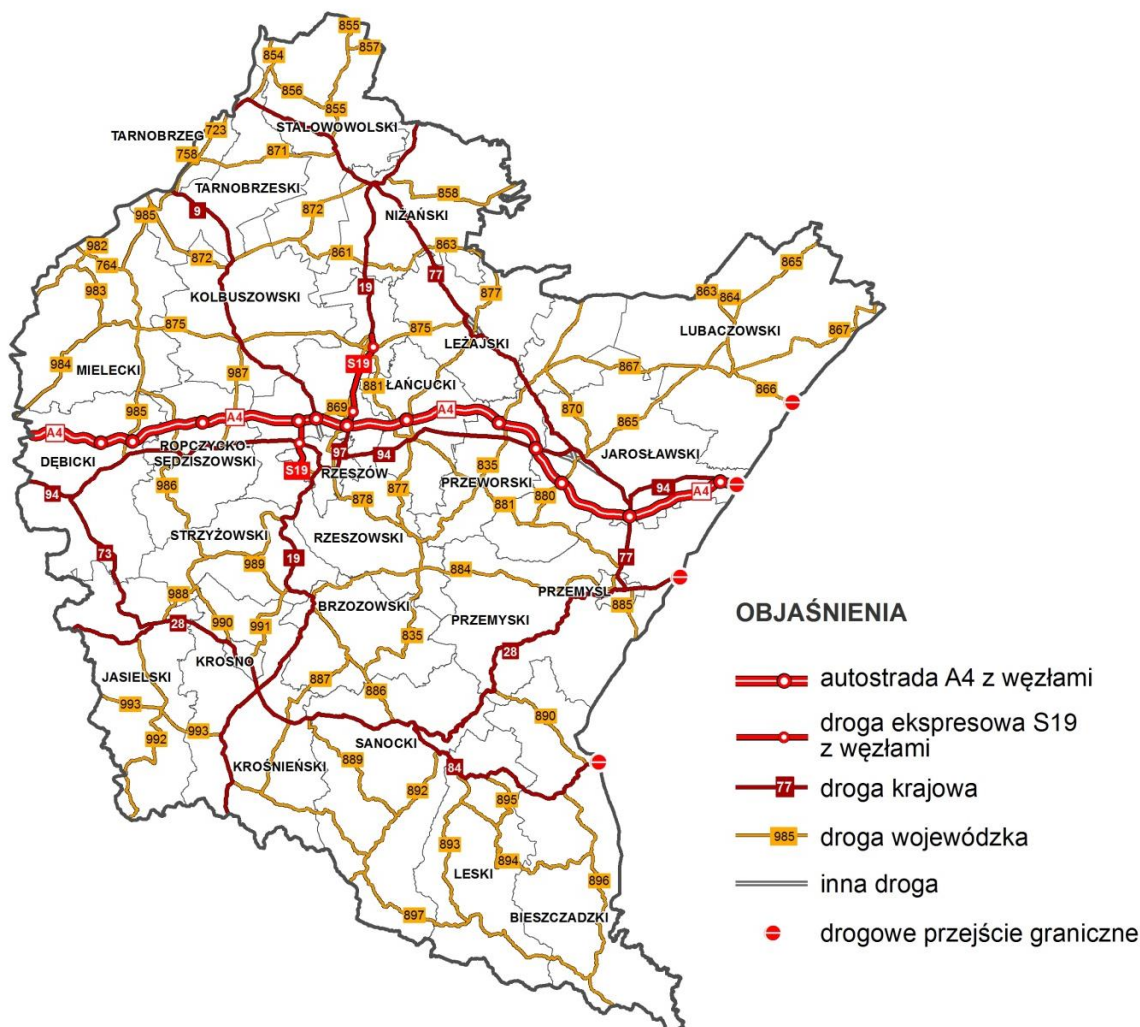 855
857
854
856
855
STALOWOWOLSKI
TARNOBRZEG
723
758
871
TARNOBRZESKI
858
9
985
872
NIŻAŃSKI
982
872
861
863
865
764
77
983
19
877
863
864
KOLBUSZOWSKI
LUBACZOWSKI
875
875
867
LEŻAJSKI
984
S19
867
MIELECKI
987
881
ŁAŃCUCKI
866
985
869
870
A4
A4
A4
865
ROPCZYCKO-
SĘDZISZOWSKI
DĘBICKI
97
94
JAROSŁAWSKI
S19
RZESZÓW
835
94
986
877
PRZEWORSKI
880
94
A4
878
881
STRZYŻOWSKI
RZESZOWSKI
73
19
77
989
884
988
BRZOZOWSKI
PRZEMYŚL
885
990
991
835
PRZEMYSKI
28
28
KROSNO
JASIELSKI
887
886
993
890
992
993
SANOCKI
KROŚNIEŃSKI
889
84
892
895
893
894
LESKI
896
897
BIESZCZADZKI
OBJAŚNIENIA
autostrada A4 z węzłami
droga ekspresowa S19
z węzłami
77
droga krajowa
985
droga wojewódzka
inna droga
drogowe przejście graniczne